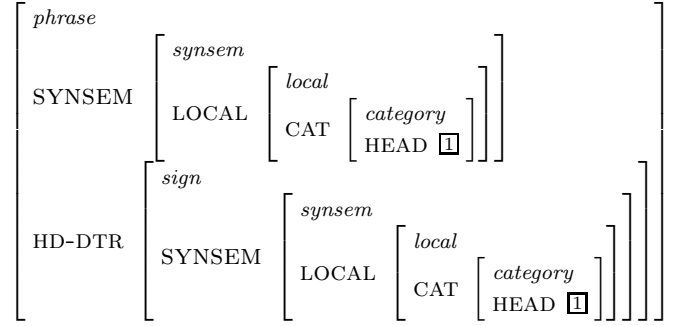 phrase
SYNSEM
synsem
LOCAL
local
CAT
category
HEAD 1
HD-DTR
sign
SYNSEM
synsem
LOCAL
local
CAT
category
HEAD 1